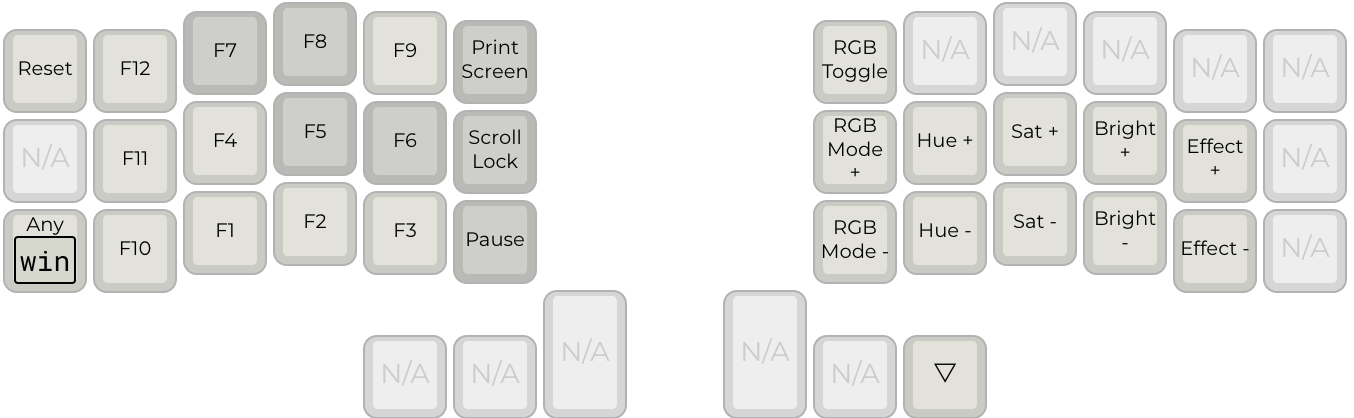 Reset
F12
F7
F8
F9
Print
Screen
RGB
Toggle
N/A
N/A
N/A
N/A
N/A
N/A
F11
F4
F5
F6
Scroll
Lock
RGB
Mode
+
Hue +
Sat +
Bright
+
Effect
+
N/A
Any
win
F10
F1
F2
F3
Pause
RGB
Mode -
Hue -
Sat -
Bright
-
Effect -
N/A
N/A
N/A
N/A
N/A
N/A
▽